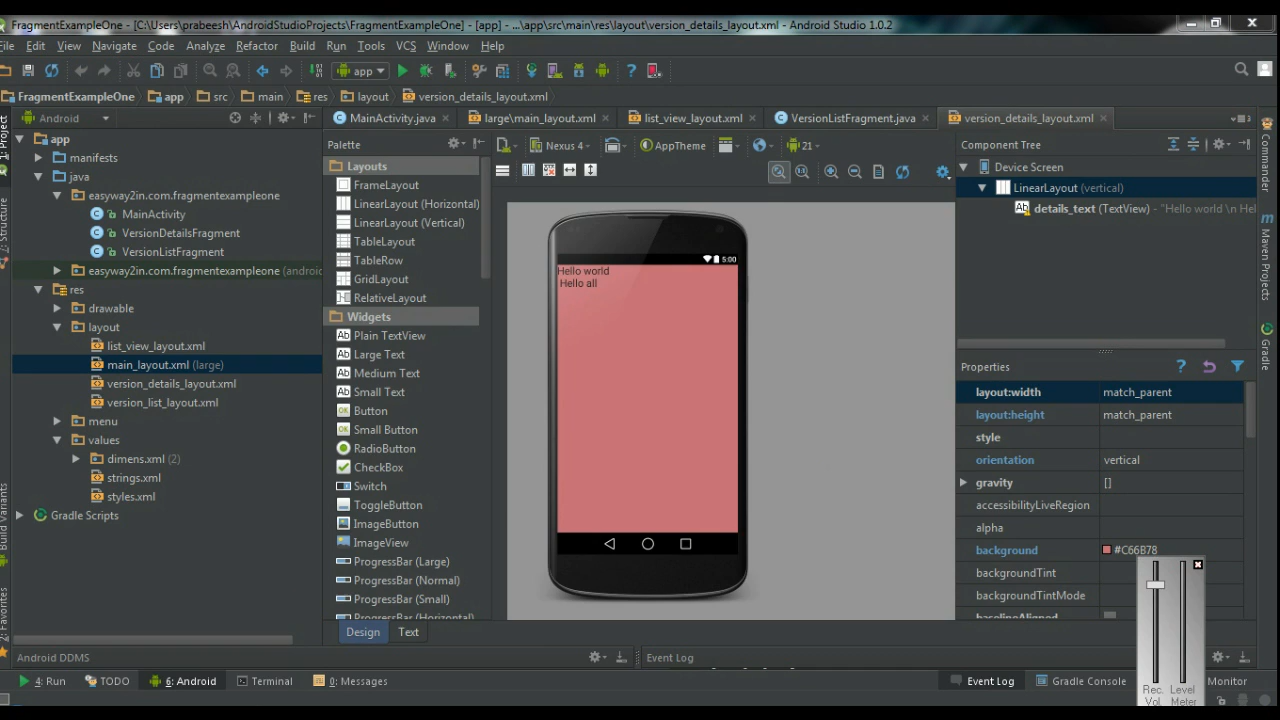 FragmentExampleOne - [C:\Users\prabeesh\AndroidStudioProjects\FragmentExampleOne] - [app] - ...\app\src\main\res\layout\version_details_layout.xml - Android Studio 1.0.2
File Edit View Navigate Code Analyze Refactor Build Run Tools VCS Window Help
app
FragmentExampleOne app src main res layout version_details_layout.xml
Android
MainActivity.java large\main_layout.xml list_view_layout.xml VersionListFragment.java version_details_layout.xml
1: Project
7: Structure
Build Variants
2: Favorites
app
manifests
java
easyway2in.com.fragmentexampleone
MainActivity
VersionDetailsFragment
VersionListFragment
easyway2in.com.fragmentexampleone (androi
res
drawable
layout
list_view_layout.xml
main_layout.xml (large)
version_details_layout.xml
version_list_layout.xml
menu
values
dimens.xml (2)
strings.xml
styles.xml
Gradle Scripts
Palette
Layouts
FrameLayout
LinearLayout (Horizontal)
LinearLayout (Vertical)
TableLayout
TableRow
GridLayout
RelativeLayout
Widgets
Plain TextView
Large Text
Medium Text
Small Text
Button
Small Button
RadioButton
CheckBox
Switch
ToggleButton
ImageButton
ImageView
ProgressBar (Large)
ProgressBar (Normal)
ProgressBar (Small)
ProgressBar (Horizontal)
Design Text
Nexus 4 AppTheme 21
5:00
Hello world
Hello all
Component Tree
Device Screen
LinearLayout (vertical)
details_text (TextView) - "Hello world \n Hel
Properties
layout:width match_parent
layout:height match_parent
style
orientation vertical
gravity []
accessibilityLiveRegion
alpha
background #C66B78
backgroundTint
backgroundTintMode
baselineAligned
Commander
Maven Projects
Gradle
Android DDMS Event Log
4: Run TODO 6: Android Terminal 0: Messages Event Log Gradle Console Monitor
Rec. Level
Vol Meter